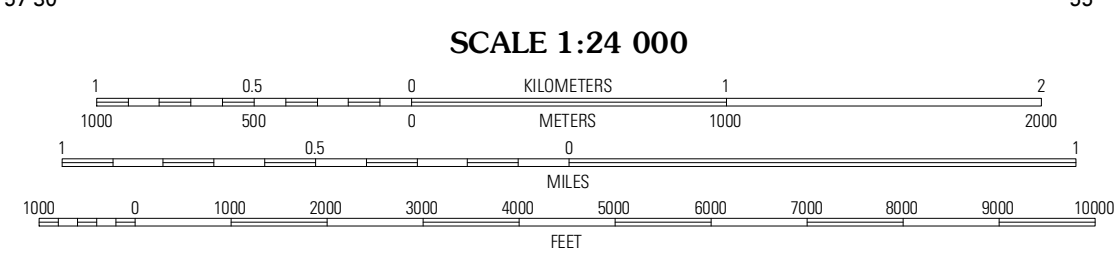 SCALE 1:24 000
1 0.5 0 KILOMETERS 1 2
1000 500 0 METERS 1000 2000
1 0.5 0 1
MILES
1000 0 1000 2000 3000 4000 5000 6000 7000 8000 9000 10000
FEET